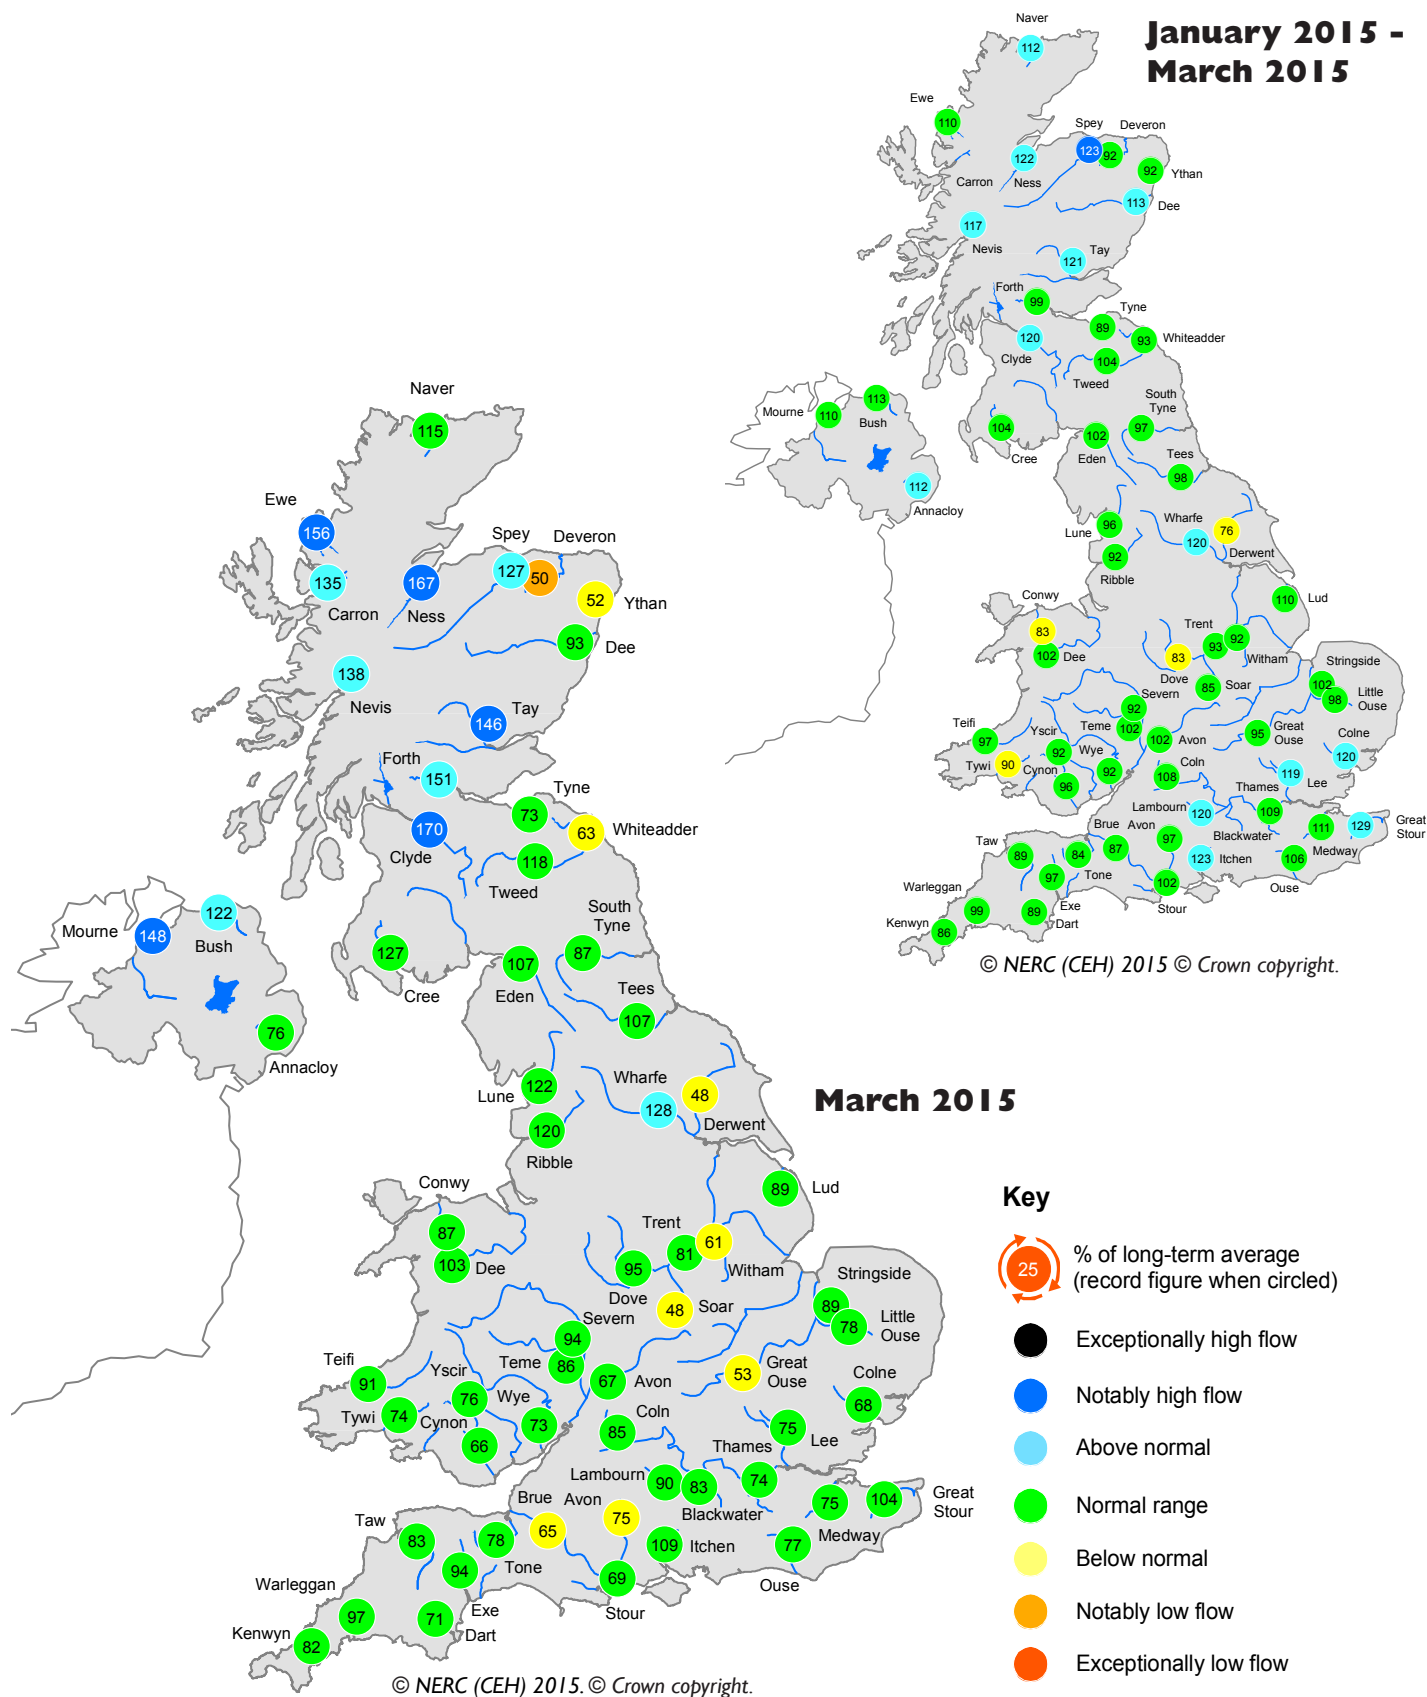 January 2015 -
March 2015
Naver
112
Ewe
110
Spey
Deveron
123
92
122
Carron
Ness
92
Ythan
113
Dee
117
Nevis
Tay
121
Forth
99
Tyne
89
Whiteadder
93
120
Clyde
104
Tweed
Mourne
110
113
Bush
South
Tyne
104
Cree
102
Eden
97
Tees
98
112
Annacloy
Lune
96
Wharfe
76
120
Derwent
92
Ribble
Conwy
110
Lud
83
102
Dee
Trent
93
92
Witham
83
Dove
Stringside
85
Soar
102
98
Little
Ouse
Severn
92
Teme
102
Teifi
97
Yscir
92
Wye
102
Avon
95
Great
Ouse
Colne
120
Tywi
90
Cynon
96
92
Coln
108
119
Lee
Thames
109
Lambourn
120
Blackwater
111
Medway
129
Great
Stour
Brue
Avon
97
Taw
89
84
Tone
87
123
Itchen
106
Ouse
97
Exe
102
Stour
Warleggan
99
89
Dart
Kenwyn
86
© NERC (CEH) 2015 © Crown copyright.
Naver
115
Ewe
156
Spey
Deveron
127
50
135
Carron
167
Ness
52
Ythan
93
Dee
138
Nevis
Tay
146
Forth
151
Tyne
73
63
Whiteadder
170
Clyde
118
Tweed
122
Bush
Mourne
148
South
Tyne
87
127
Cree
107
Eden
Tees
107
76
Annacloy
Lune
122
Wharfe
128
48
Derwent
120
Ribble
March 2015
Conwy
87
103
Dee
89
Lud
Trent
81
61
Witham
95
Dove
48
Soar
Stringside
89
78
Little
Ouse
Severn
94
Teme
86
Teifi
91
Yscir
76
Wye
67
Avon
53
Great
Ouse
Colne
68
Tywi
74
Cynon
66
73
Coln
85
75
Lee
Thames
74
Lambourn
90
83
Blackwater
75
Medway
104
Great
Stour
Brue
65
Avon
75
Taw
83
78
Tone
109
Itchen
77
Ouse
94
Exe
69
Stour
Warleggan
97
71
Dart
Kenwyn
82
© NERC (CEH) 2015. © Crown copyright.
Key
25
% of long-term average
(record figure when circled)
Exceptionally high flow
Notably high flow
Above normal
Normal range
Below normal
Notably low flow
Exceptionally low flow